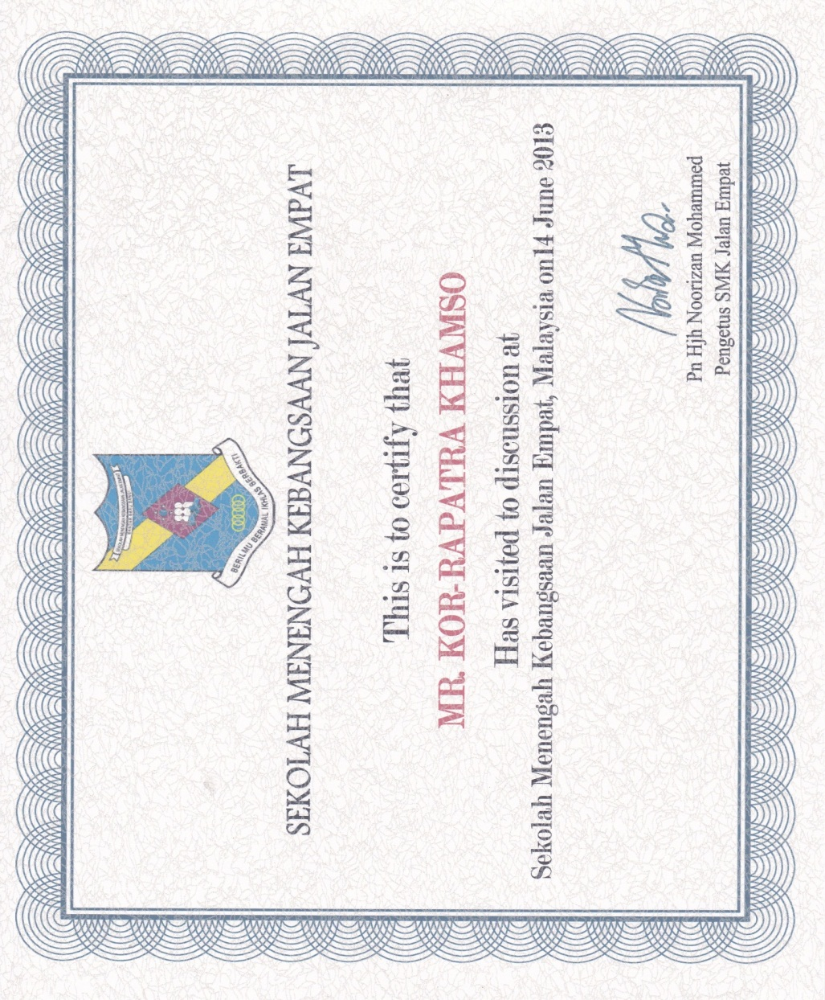 BERILMU BERAMAL IKHLAS BERBAKTI
SEKOLAH MENENGAH KEBANGSAAN JALAN EMPAT
This is to certify that
MR. KOR-RAPATRA KHAMSO
Has visited to discussion at
Sekolah Menengah Kebangsaan Jalan Empat, Malaysia on14 June 2013
Pn Hjh Noorizan Mohammed
Pengetus SMK Jalan Empat